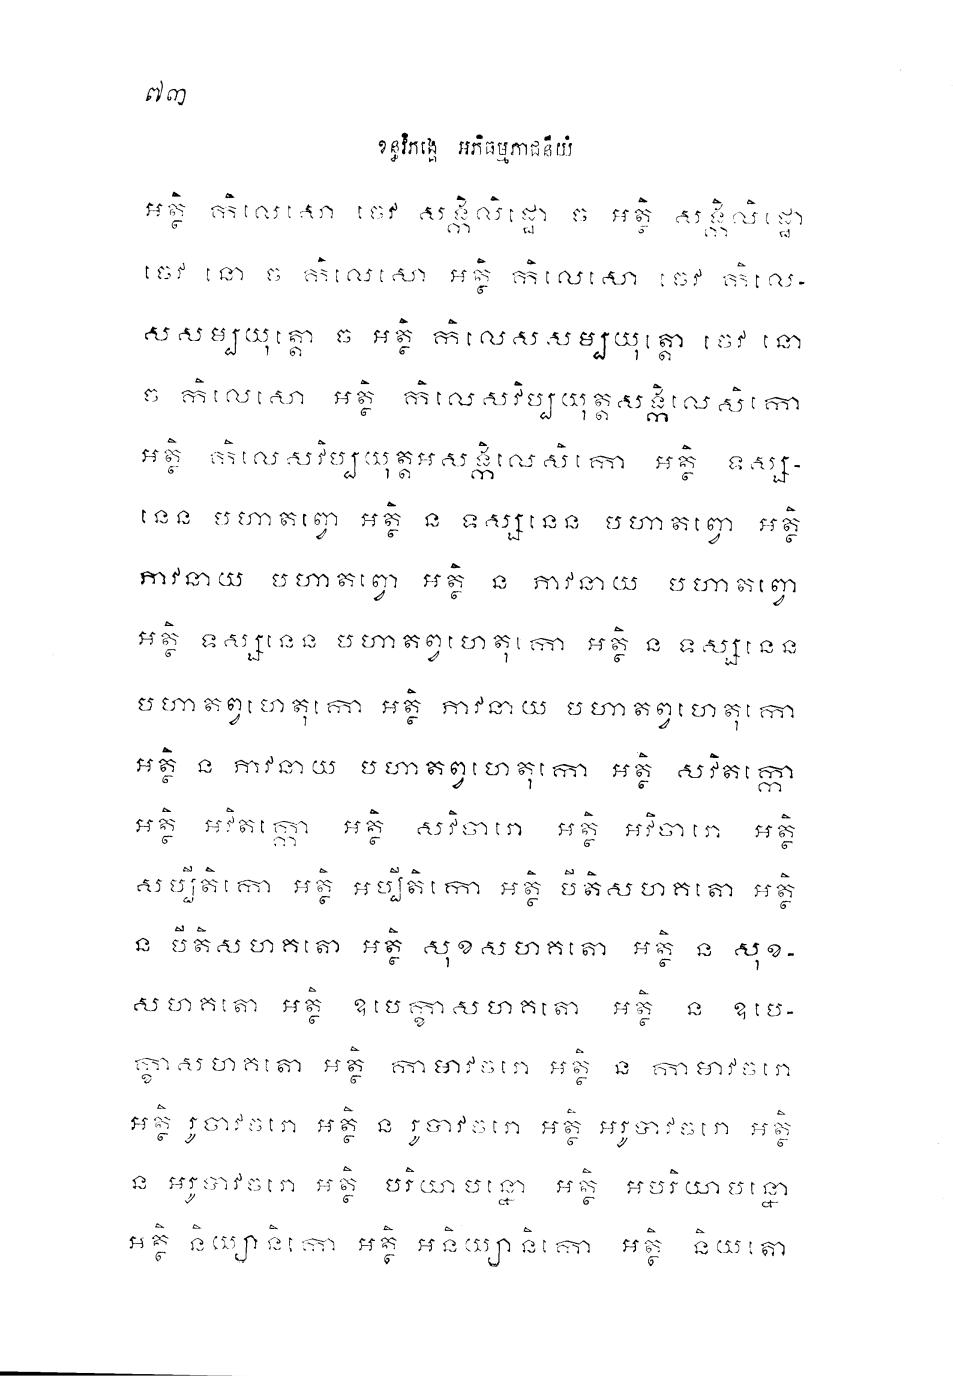 ៧៣
ខន្ធវិភង្គេ អភិធម្មភាជនីយំ
អត្ថិ កិលេសោ ចេវ សង្កិលិដ្ឋោ ច អត្ថិ សង្កិលិដ្ឋោ
ចេវ នោ ច កិលេសោ អត្ថិ កិលេសោ ចេវ កិលេ-
សសម្បយុត្តោ ច អត្ថិ កិលេសសម្បយុត្តោ ចេវ នោ
ច កិលេសោ អត្ថិ កិលេសវិប្បយុត្តសង្កិលេសិកោ
អត្ថិ កិលេសវិប្បយុត្តអសង្កិលេសិកោ អត្ថិ ទស្ស-
នេន បហាតព្វោ អត្ថិ ន ទស្សនេន បហាតព្វោ អត្ថិ
ភាវនាយ បហាតព្វោ អត្ថិ ន ភាវនាយ បហាតព្វោ
អត្ថិ ទស្សនេន បហាតព្វហេតុកោ អត្ថិ ន ទស្សនេន
បហាតព្វហេតុកោ អត្ថិ ភាវនាយ បហាតព្វហេតុកោ
អត្ថិ ន ភាវនាយ បហាតព្វហេតុកោ អត្ថិ សវិតក្កោ
អត្ថិ អវិតក្កោ អត្ថិ សវិចារោ អត្ថិ អវិចារោ អត្ថិ
សប្បីតិកោ អត្ថិ អប្បីតិកោ អត្ថិ បីតិសហគតោ អត្ថិ
ន បីតិសហគតោ អត្ថិ សុខសហគតោ អត្ថិ ន សុខ-
សហគតោ អត្ថិ ឧបេក្ខាសហគតោ អត្ថិ ន ឧបេ-
ក្ខាសហគតោ អត្ថិ កាមាវចរោ អត្ថិ ន កាមាវចរោ
អត្ថិ រូបាវចរោ អត្ថិ ន រូបាវចរោ អត្ថិ អរូបាវចរោ អត្ថិ
ន អរូបាវចរោ អត្ថិ បរិយាបន្នោ អត្ថិ អបរិយាបន្នោ
អត្ថិ និយ្យានិកោ អត្ថិ អនិយ្យានិកោ អត្ថិ និយតោ